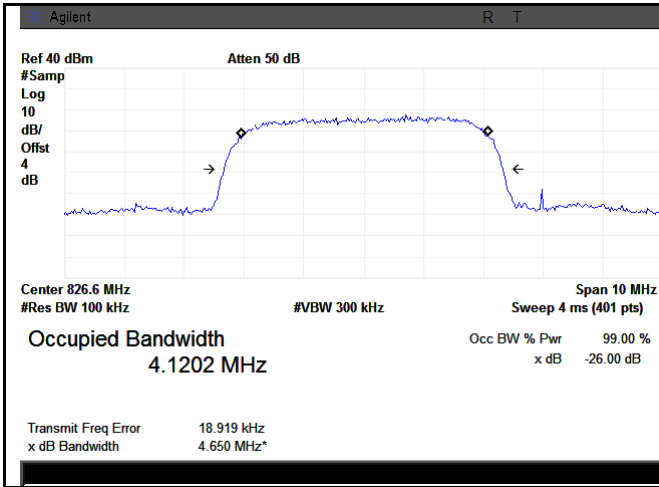 Agilent R T
Ref 40 dBm Atten 50 dB
#Samp
Log
10
dB/
Offst
4
dB
Center 826.6 MHz Span 10 MHz
#Res BW 100 kHz #VBW 300 kHz Sweep 4 ms (401 pts)
Occupied Bandwidth Occ BW % Pwr 99.00 %
4.1202 MHz x dB -26.00 dB
Transmit Freq Error 18.919 kHz
x dB Bandwidth 4.650 MHz*